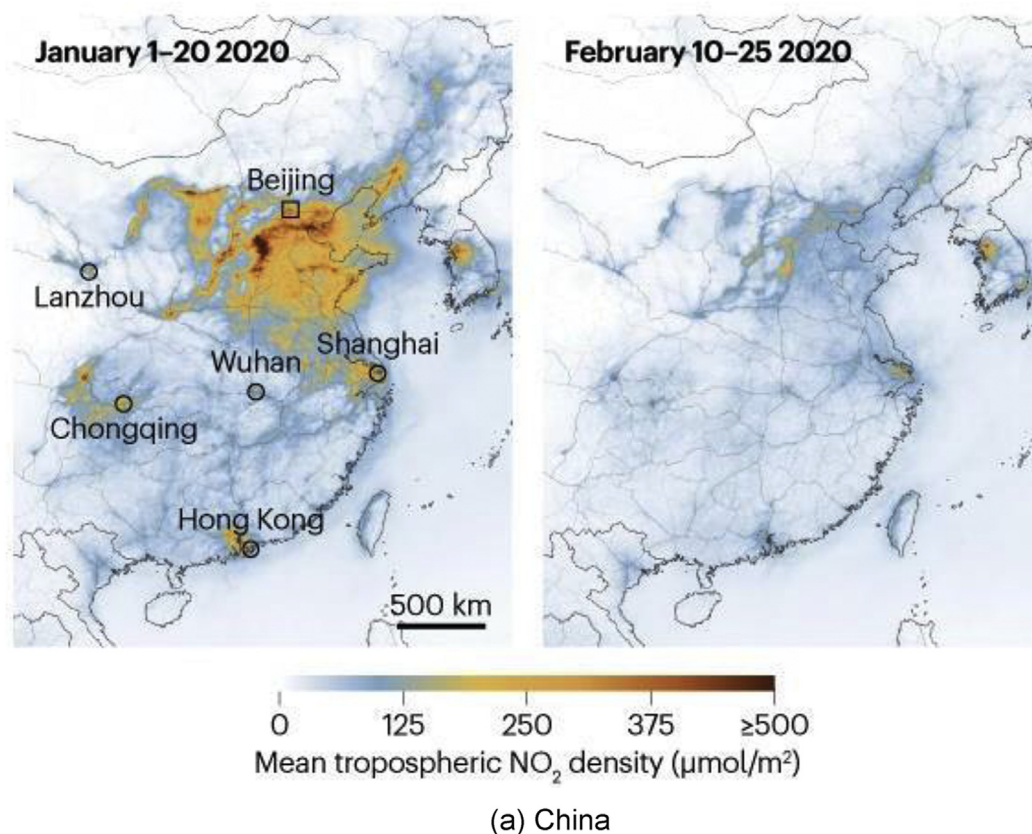 January 1–20 2020
February 10–25 2020
Beijing
Lanzhou
Wuhan
Shanghai
Chongqing
Hong Kong
500 km
0 125 250 375 ≥500
Mean tropospheric NO₂ density (μmol/m²)
(a) China